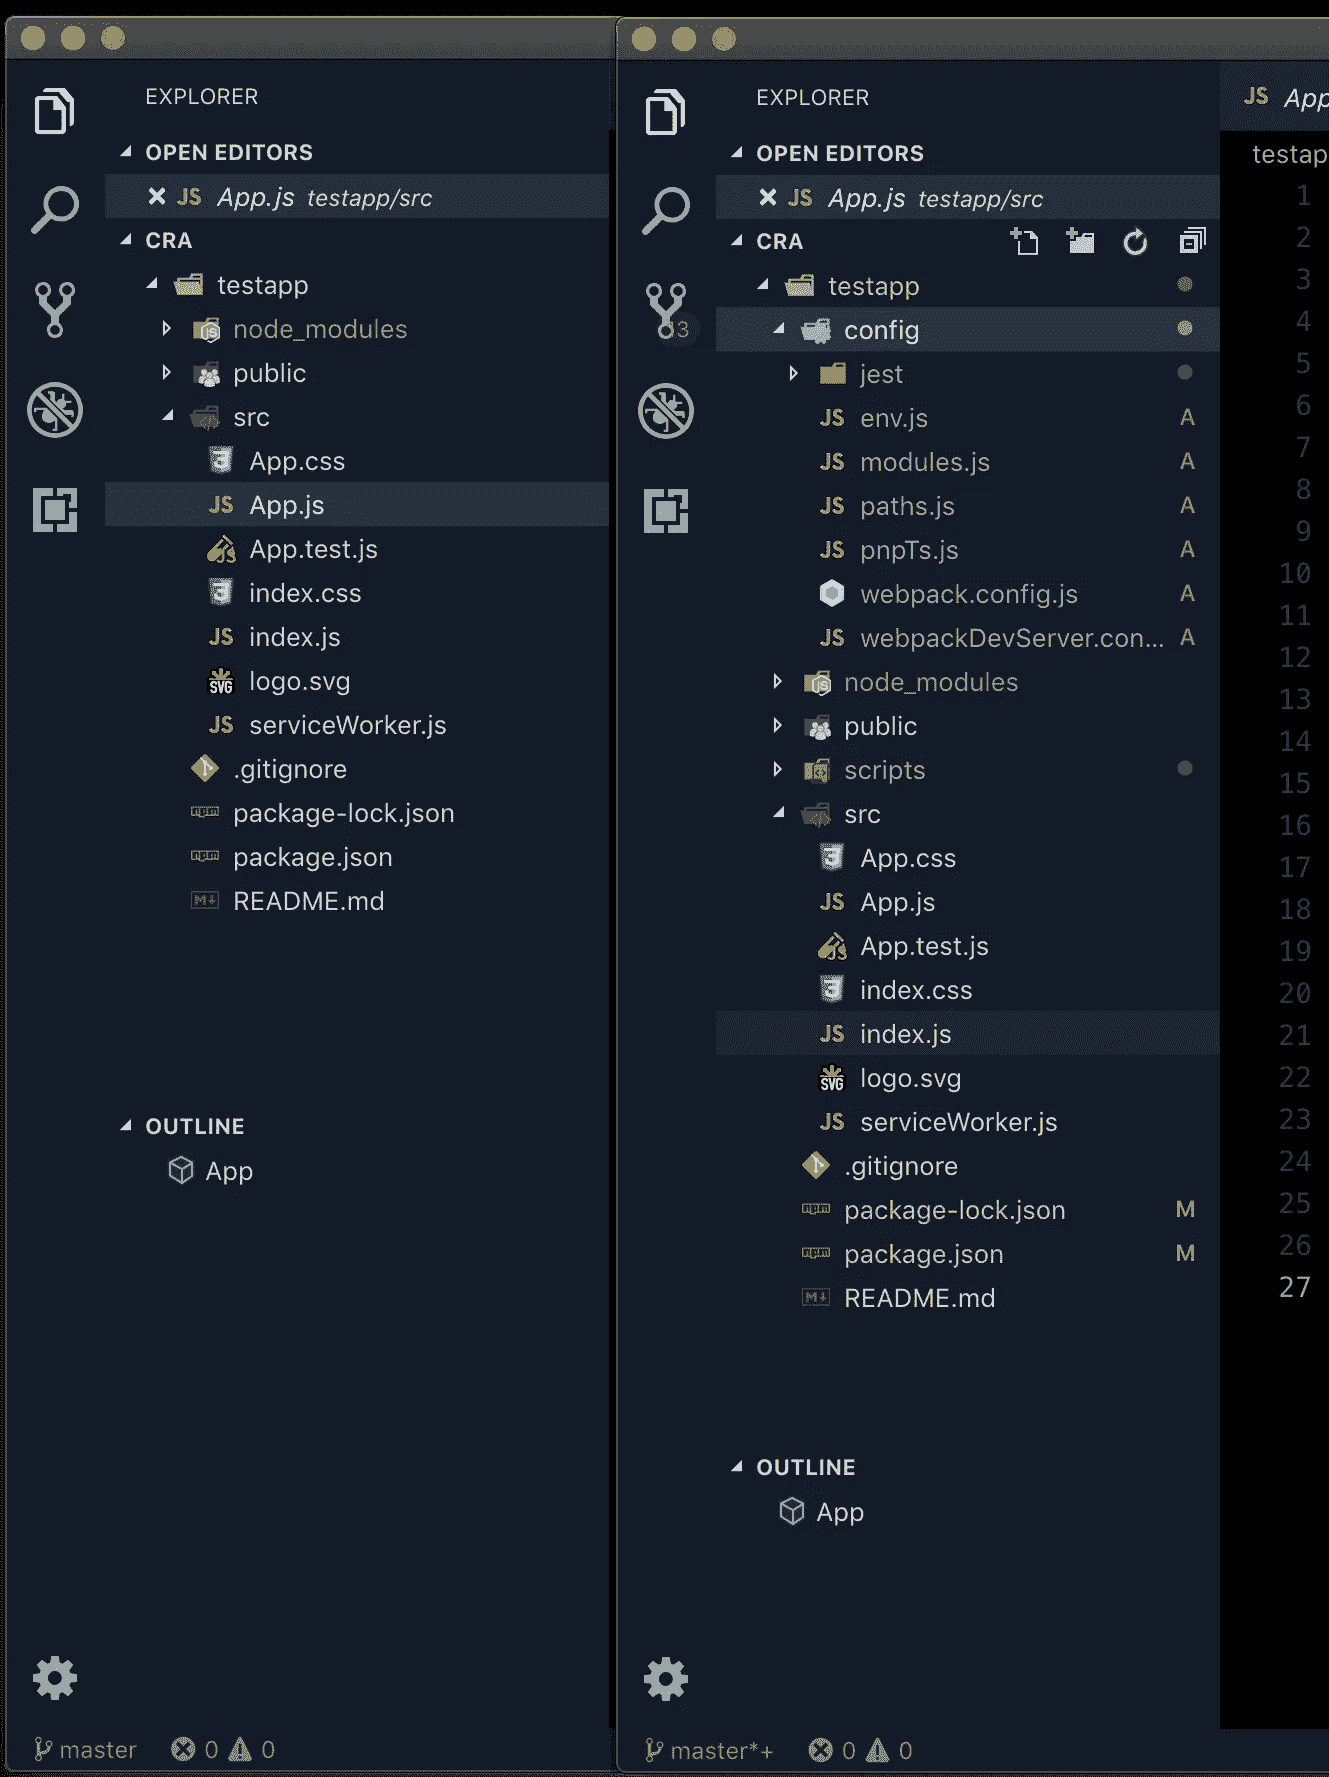 EXPLORER
OPEN EDITORS
JS App.js testapp/src
CRA
testapp
node_modules
public
src
App.css
JS App.js
App.test.js
index.css
JS index.js
SVG logo.svg
JS serviceWorker.js
.gitignore
package-lock.json
package.json
README.md
OUTLINE
App
master 0 0
EXPLORER
OPEN EDITORS
JS App.js testapp/src
CRA
testapp
13
config
jest
JS env.js A
JS modules.js A
JS paths.js A
JS pnpTs.js A
webpack.config.js A
JS webpackDevServer.con... A
node_modules
public
scripts
src
App.css
JS App.js
App.test.js
index.css
JS index.js
SVG logo.svg
JS serviceWorker.js
.gitignore
package-lock.json M
package.json M
README.md
OUTLINE
App
master*+ 0 0
JS App
testap
1
2
3
4
5
6
7
8
9
10
11
12
13
14
15
16
17
18
19
20
21
22
23
24
25
26
27